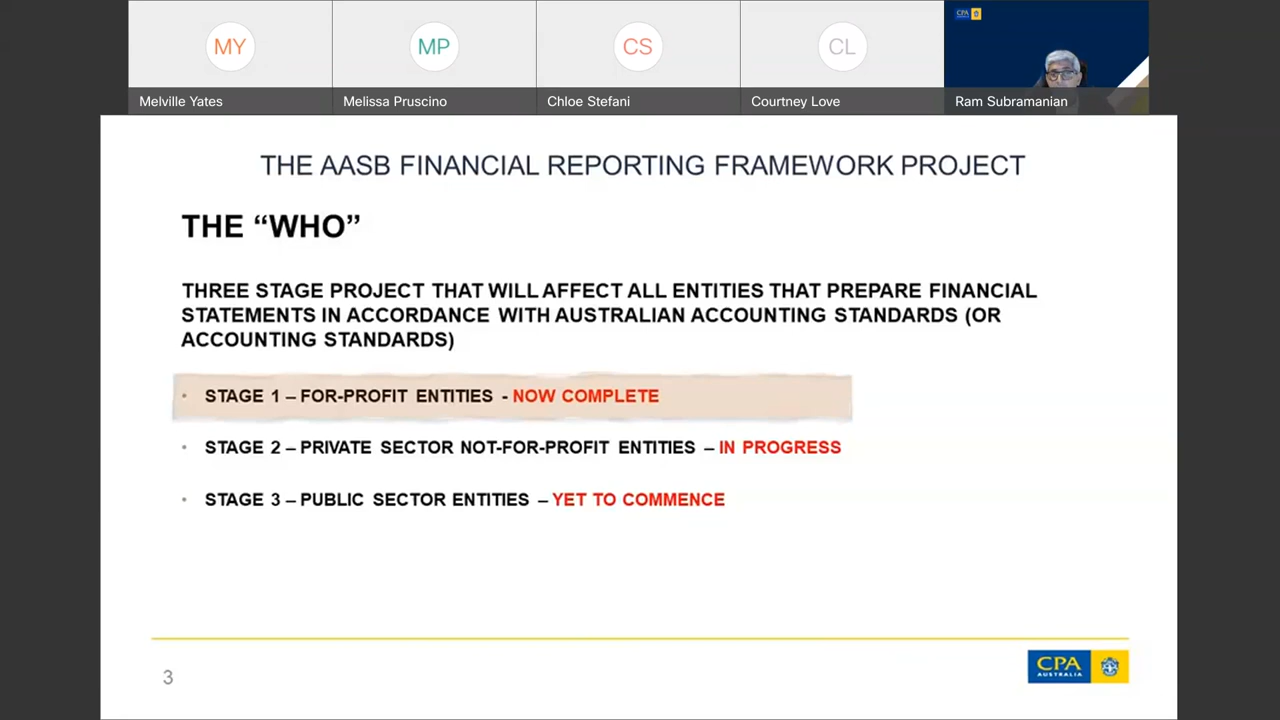 MY
MP
CS
CL
CPA
Melville Yates
Melissa Pruscino
Chloe Stefani
Courtney Love
Ram Subramanian
THE AASB FINANCIAL REPORTING FRAMEWORK PROJECT
THE “WHO”
THREE STAGE PROJECT THAT WILL AFFECT ALL ENTITIES THAT PREPARE FINANCIAL
STATEMENTS IN ACCORDANCE WITH AUSTRALIAN ACCOUNTING STANDARDS (OR
ACCOUNTING STANDARDS)
• STAGE 1 – FOR-PROFIT ENTITIES - NOW COMPLETE
• STAGE 2 – PRIVATE SECTOR NOT-FOR-PROFIT ENTITIES – IN PROGRESS
• STAGE 3 – PUBLIC SECTOR ENTITIES – YET TO COMMENCE
3
CPA
AUSTRALIA